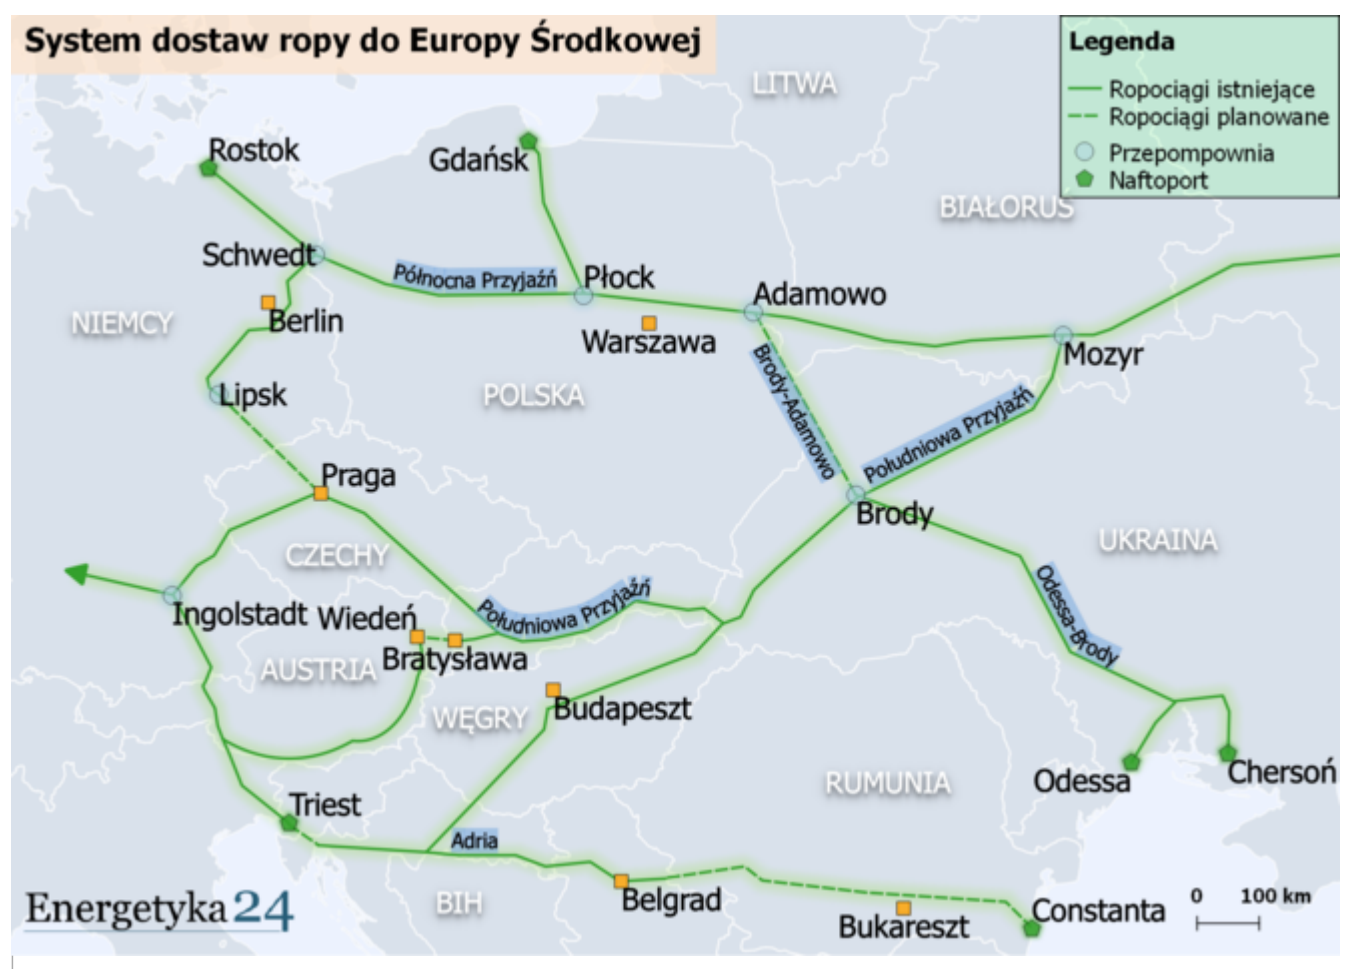 System dostaw ropy do Europy Środkowej
Legenda
Ropociągi istniejące
Ropociągi planowane
Przepompownia
Naftoport
LITWA
Rostok
Gdańsk
BIAŁORUŚ
Schwedt
Północna Przyjaźń
Płock
Adamowo
NIEMCY
Berlin
Warszawa
Mozyr
Lipsk
POLSKA
Brody-Adamowo
Południowa Przyjaźń
Praga
Brody
CZECHY
UKRAINA
Ingolstadt
Wiedeń
Południowa Przyjaźń
Odessa-Brody
Bratysława
AUSTRIA
WĘGRY
Budapeszt
RUMUNIA
Odessa
Chersoń
Triest
Adria
BIH
Belgrad
Bukareszt
Constanta
0 100 km
Energetyka24